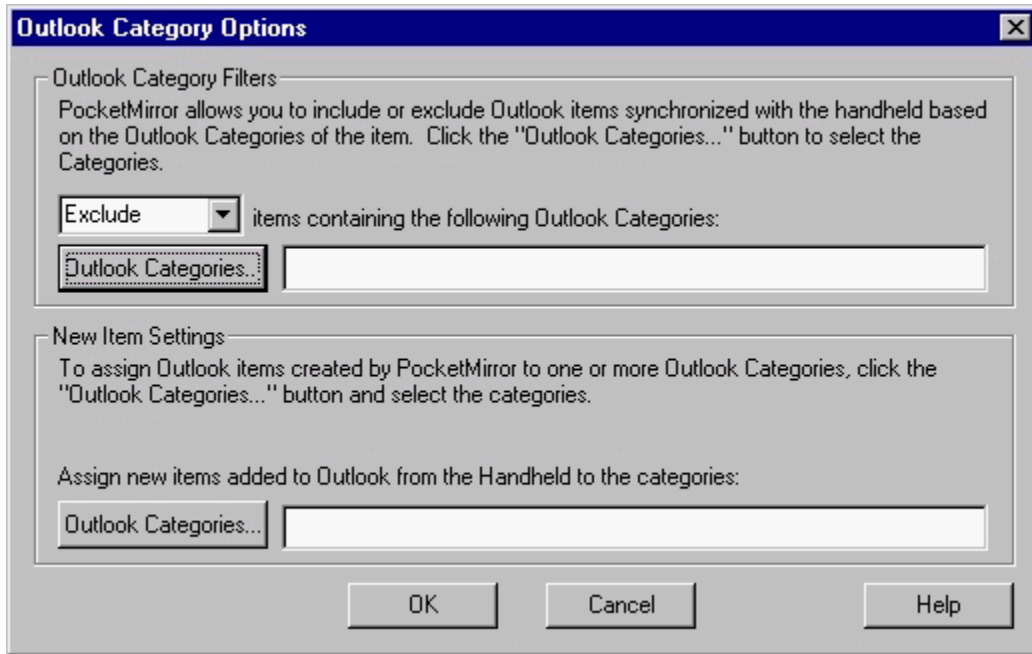 Outlook Category Options
Outlook Category Filters
PocketMirror allows you to include or exclude Outlook items synchronized with the handheld based
on the Outlook Categories of the item.  Click the "Outlook Categories..." button to select the
Categories.
Exclude items containing the following Outlook Categories:
Outlook Categories...
New Item Settings
To assign Outlook items created by PocketMirror to one or more Outlook Categories, click the
"Outlook Categories..." button and select the categories.
Assign new items added to Outlook from the Handheld to the categories:
Outlook Categories...
OK Cancel Help